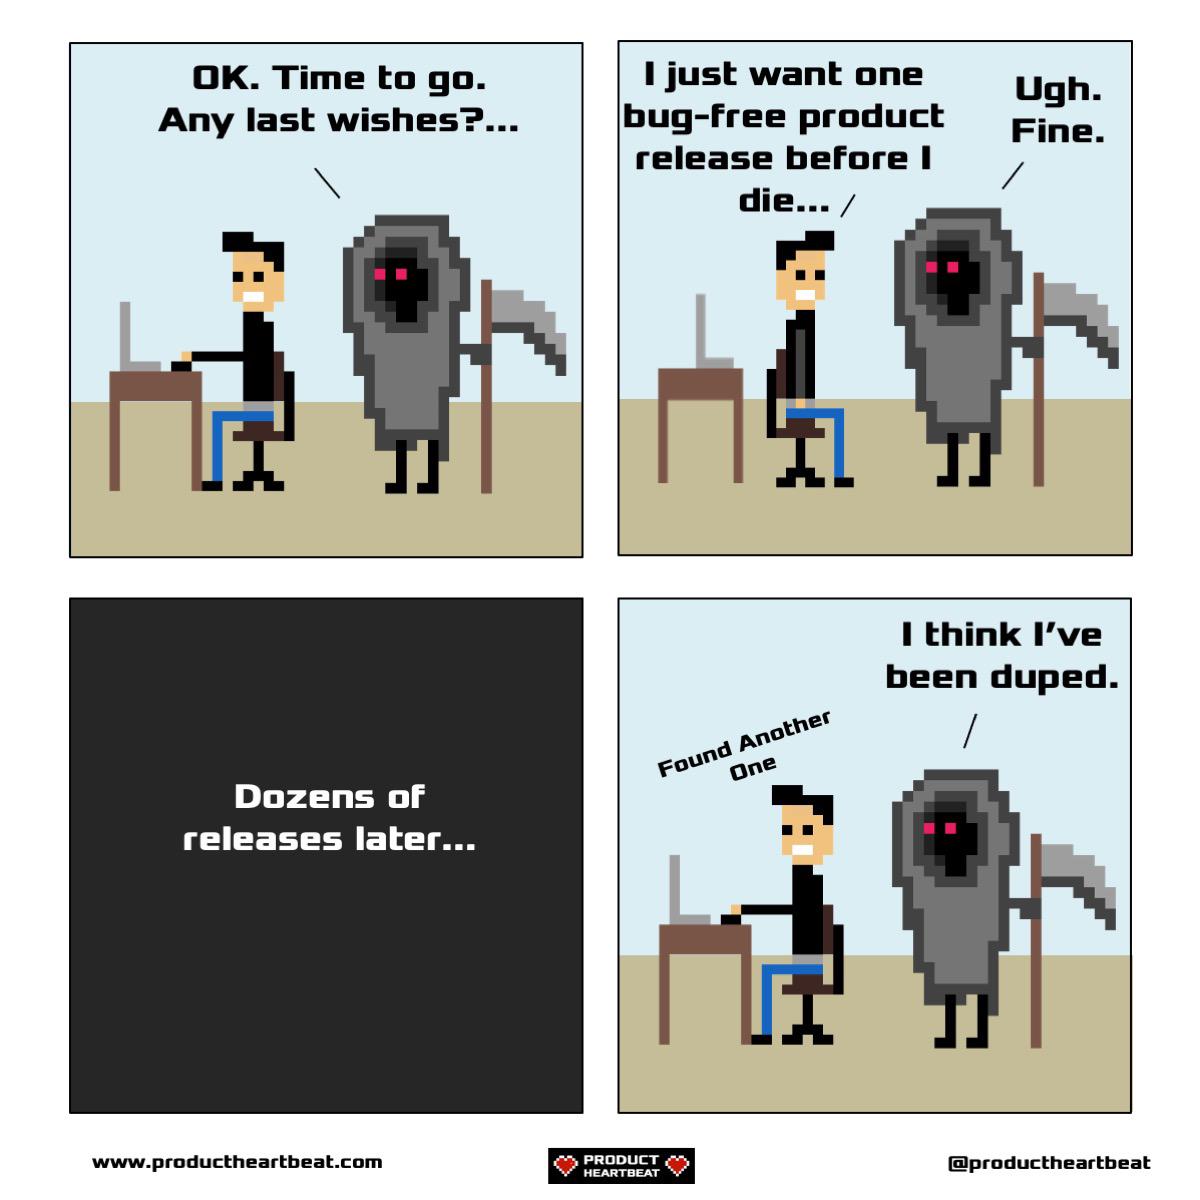 OK. Time to go.
Any last wishes?...
I just want one
bug-free product
release before I
die...
Ugh.
Fine.
Dozens of
releases later...
I think I've
been duped.
Found Another
One
www.productheartbeat.com
PRODUCT
HEARTBEAT
@productheartbeat